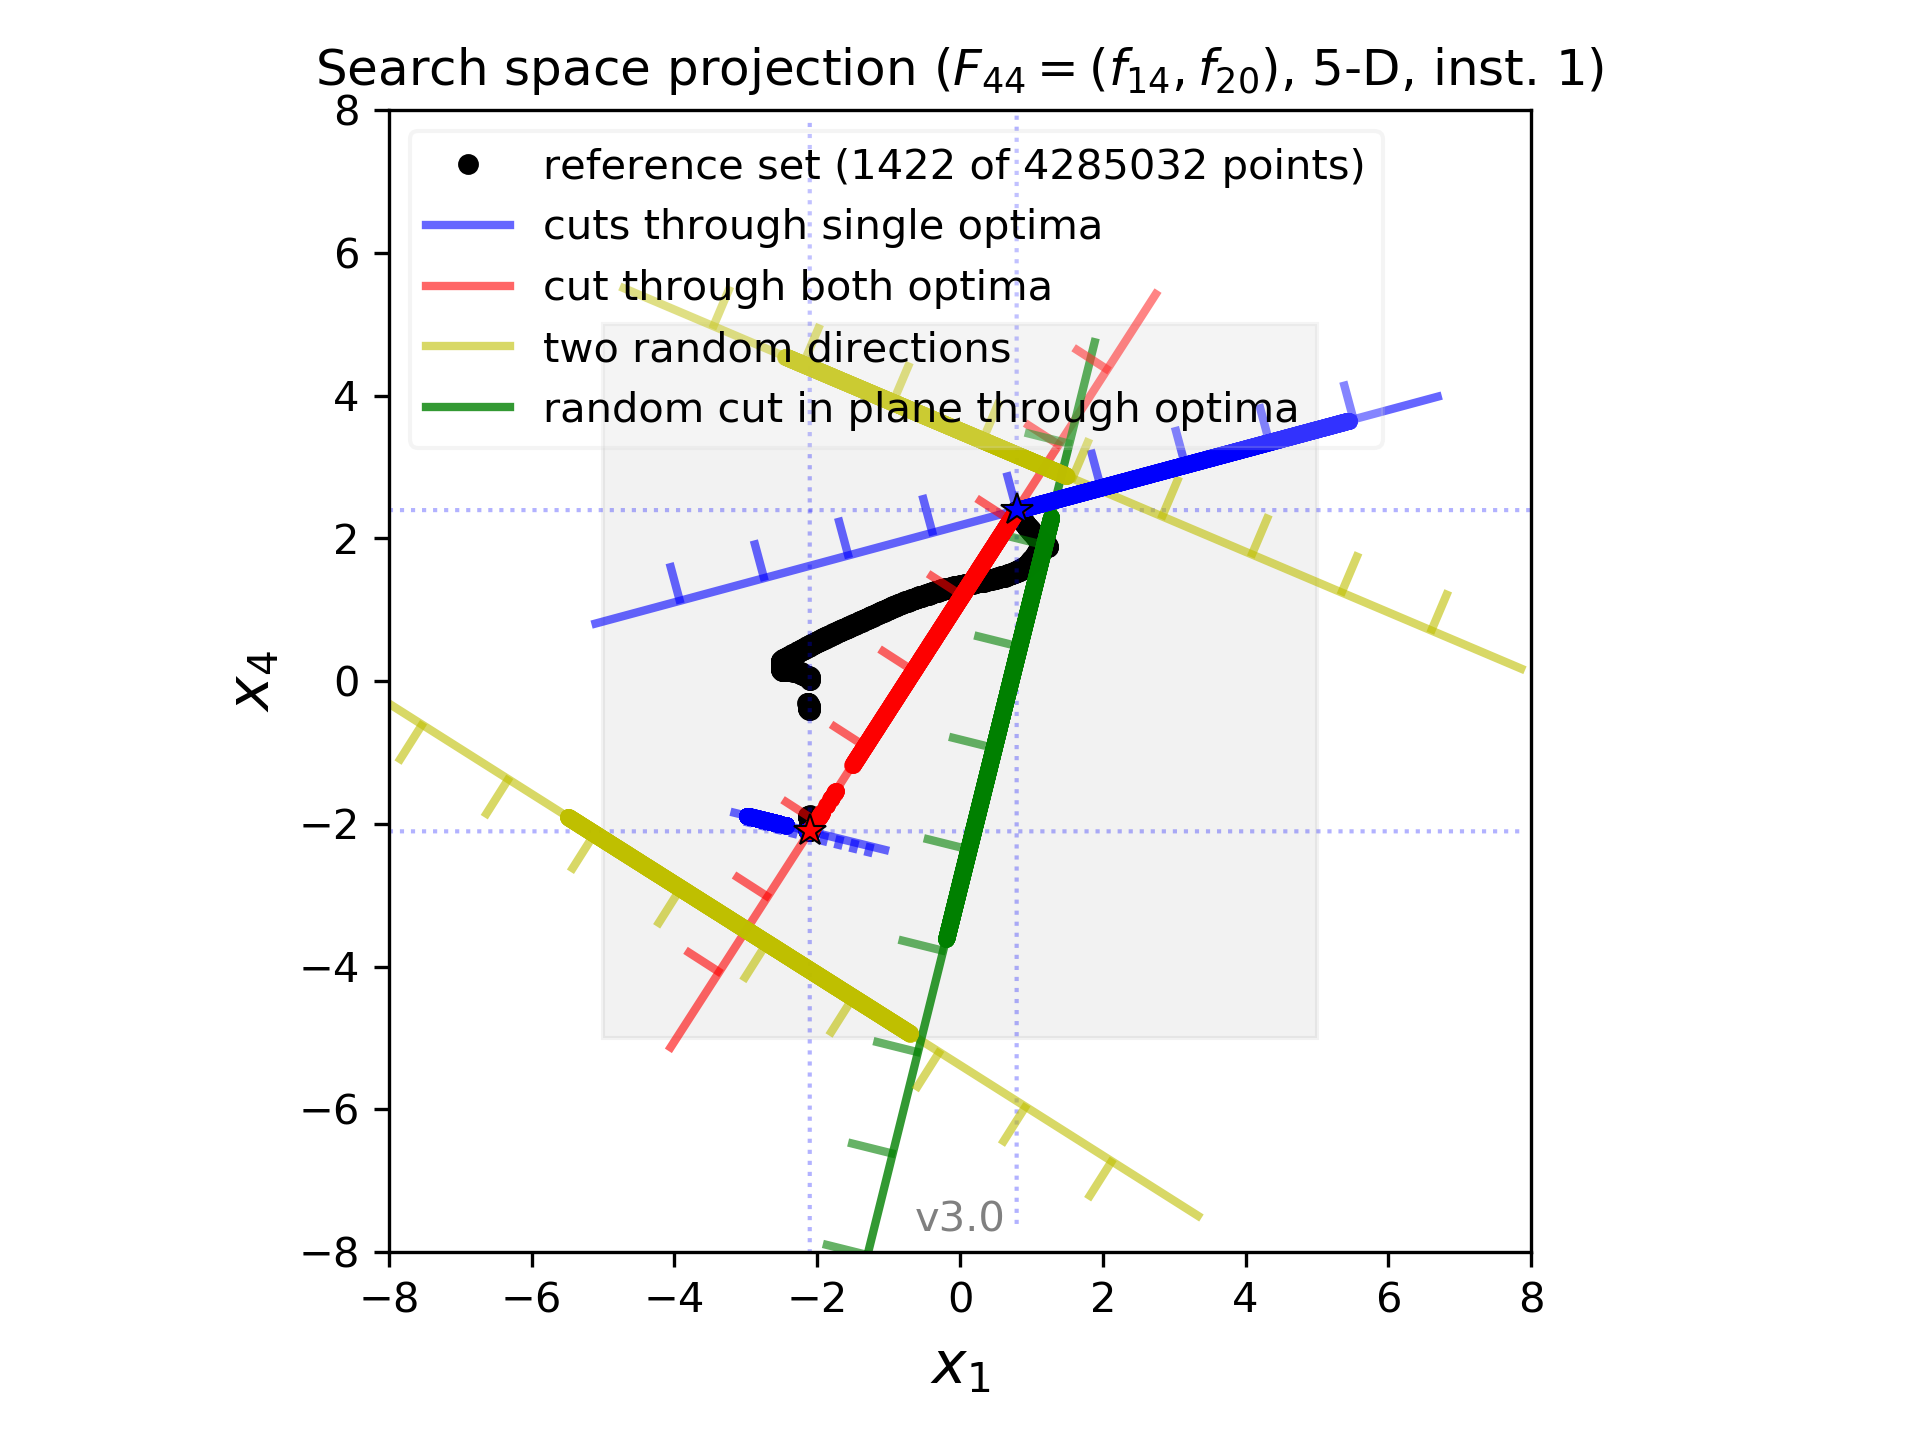 Search space projection (F44 = (f14, f20), 5-D, inst. 1)
reference set (1422 of 4285032 points)
cuts through single optima
cut through both optima
two random directions
random cut in plane through optima
8
6
4
2
0
−2
−4
−6
−8
x4
v3.0
−8 −6 −4 −2 0 2 4 6 8
x1